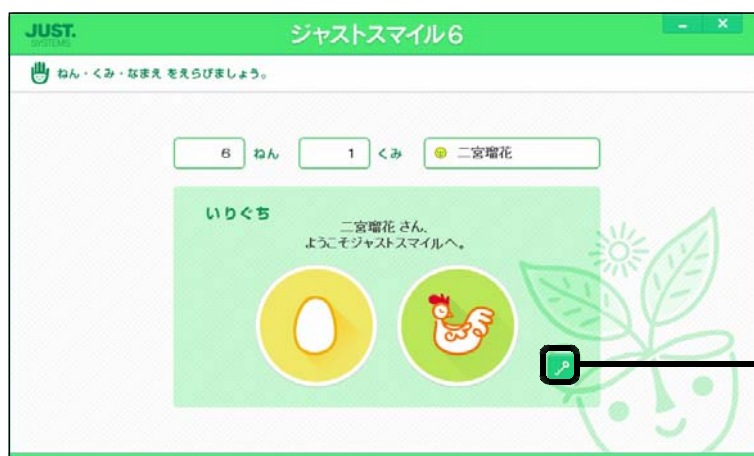 JUST.
SYSTEMS
ジャストスマイル6
ねん・くみ・なまえ をえらびましょう。
6 ねん 1 くみ 二宮瑠花
いりぐち
二宮瑠花 さん、
ようこそジャストスマイルへ。